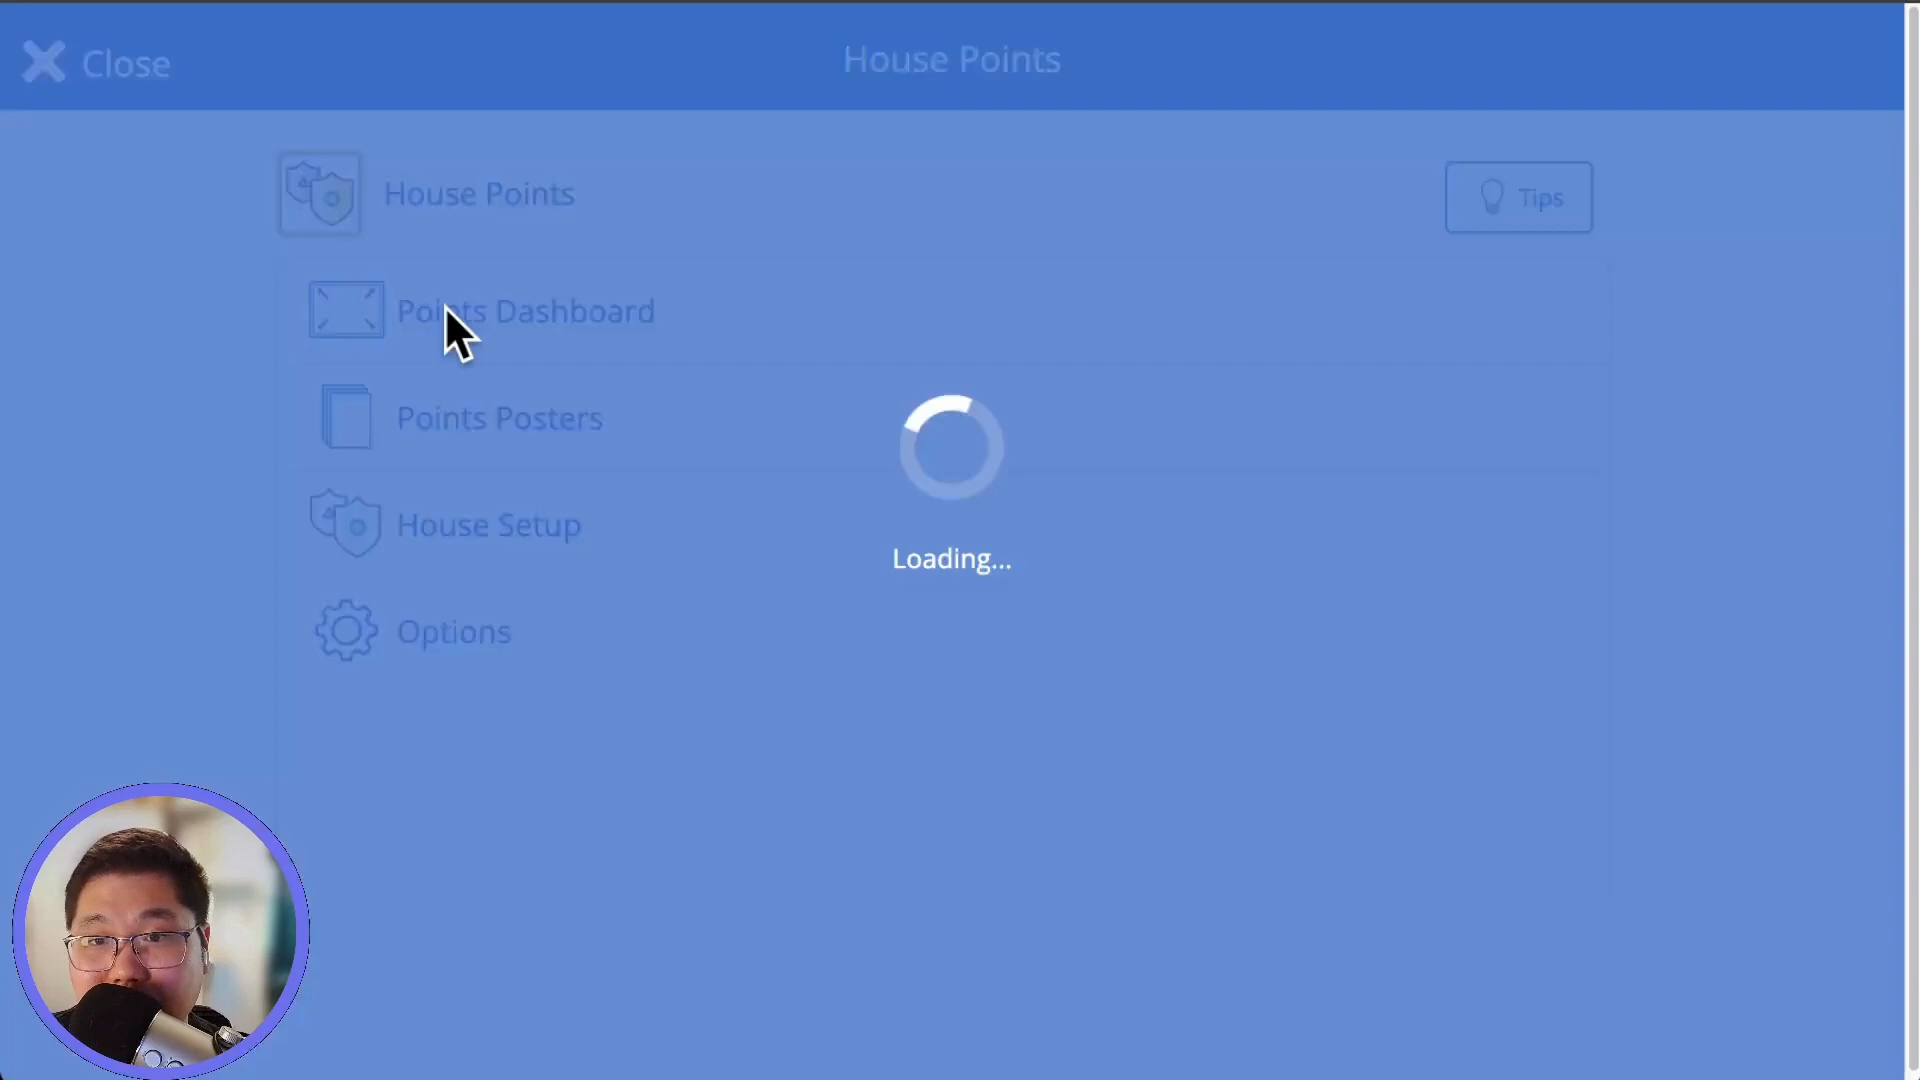 Close
House Points
House Points
Tips
Points Dashboard
Points Posters
House Setup
Loading...
Options